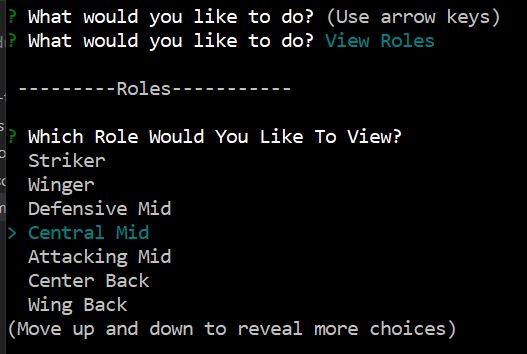 ? What would you like to do? (Use arrow keys)
? What would you like to do? View Roles
---------Roles-----------
? Which Role Would You Like To View?
Striker
Winger
Defensive Mid
> Central Mid
Attacking Mid
Center Back
Wing Back
(Move up and down to reveal more choices)